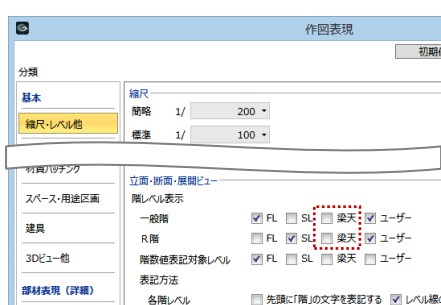 作図表現
初期
分類
基本
縮尺
縮尺・レベル他
簡略 1/ 200
標準 1/ 100
材質ハッチング
立面・断面・展開ビュー
スペース・用途区画
階レベル表示
一般階 FL SL 梁天 ユーザー
建具
R階 FL SL 梁天 ユーザー
3Dビュー他
階数値表記対象レベル FL SL 梁天 ユーザー
表記方法
部材表現（詳細）
各階レベル 先頭に「階」の文字を表記する レベル線